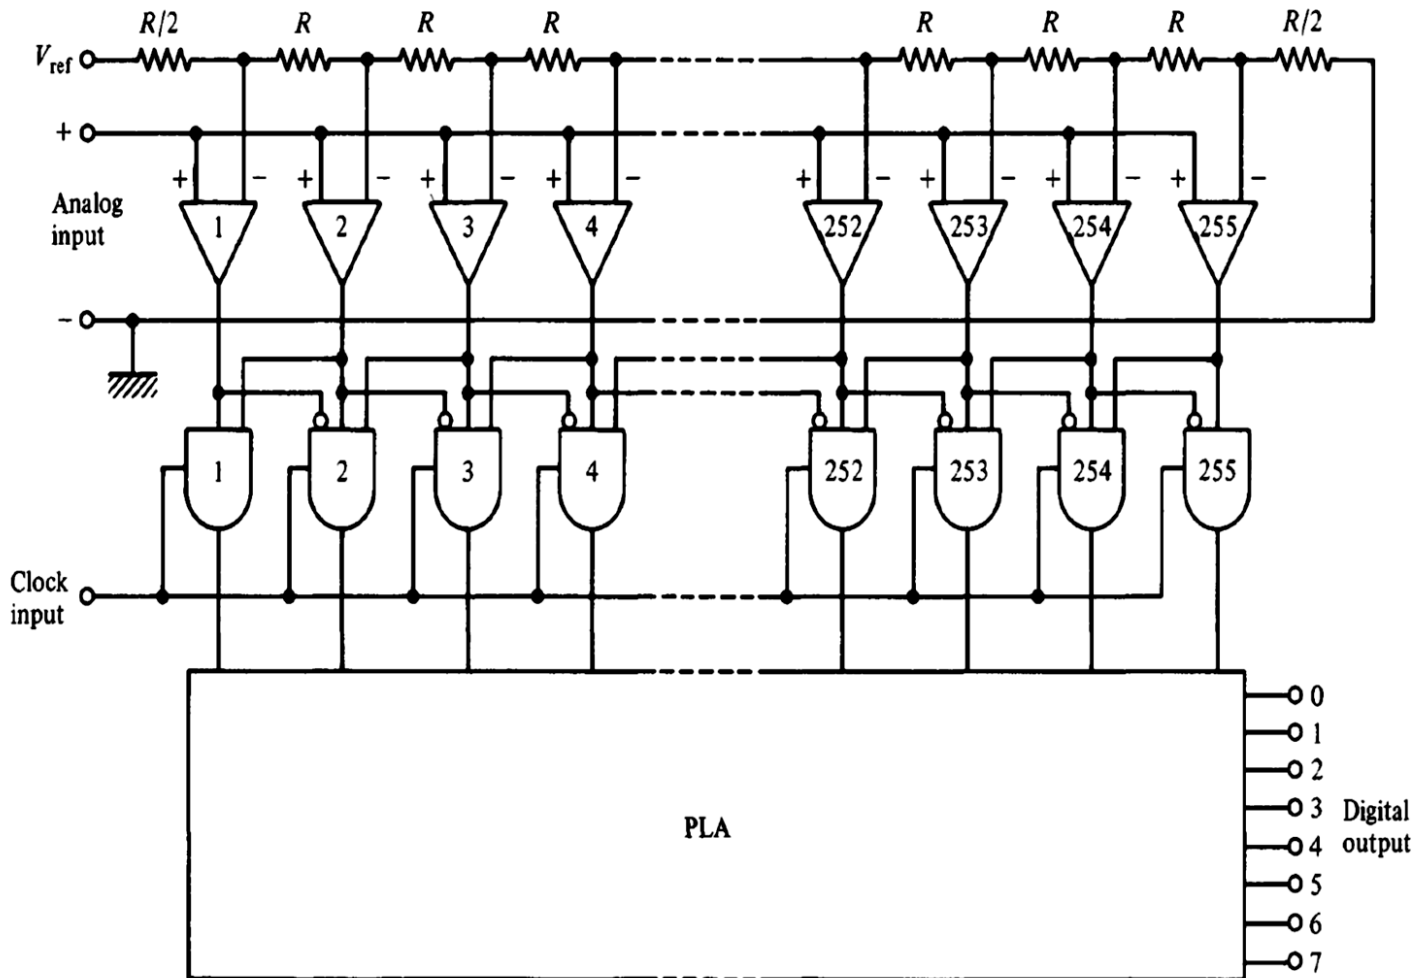 R/2 R R R R R R R/2
V_ref
+
+ − + − + − + − + − + − + − + −
Analog
input
1 2 3 4 252 253 254 255
−
1 2 3 4 252 253 254 255
Clock
input
0
1
2
PLA
3
Digital
output
4
5
6
7